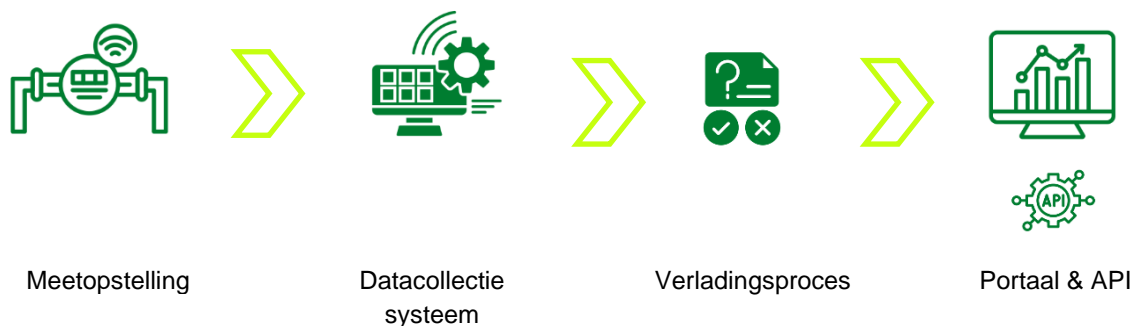 ?
API
Meetopstelling
Datacollectie
systeem
Verladingsproces
Portaal & API